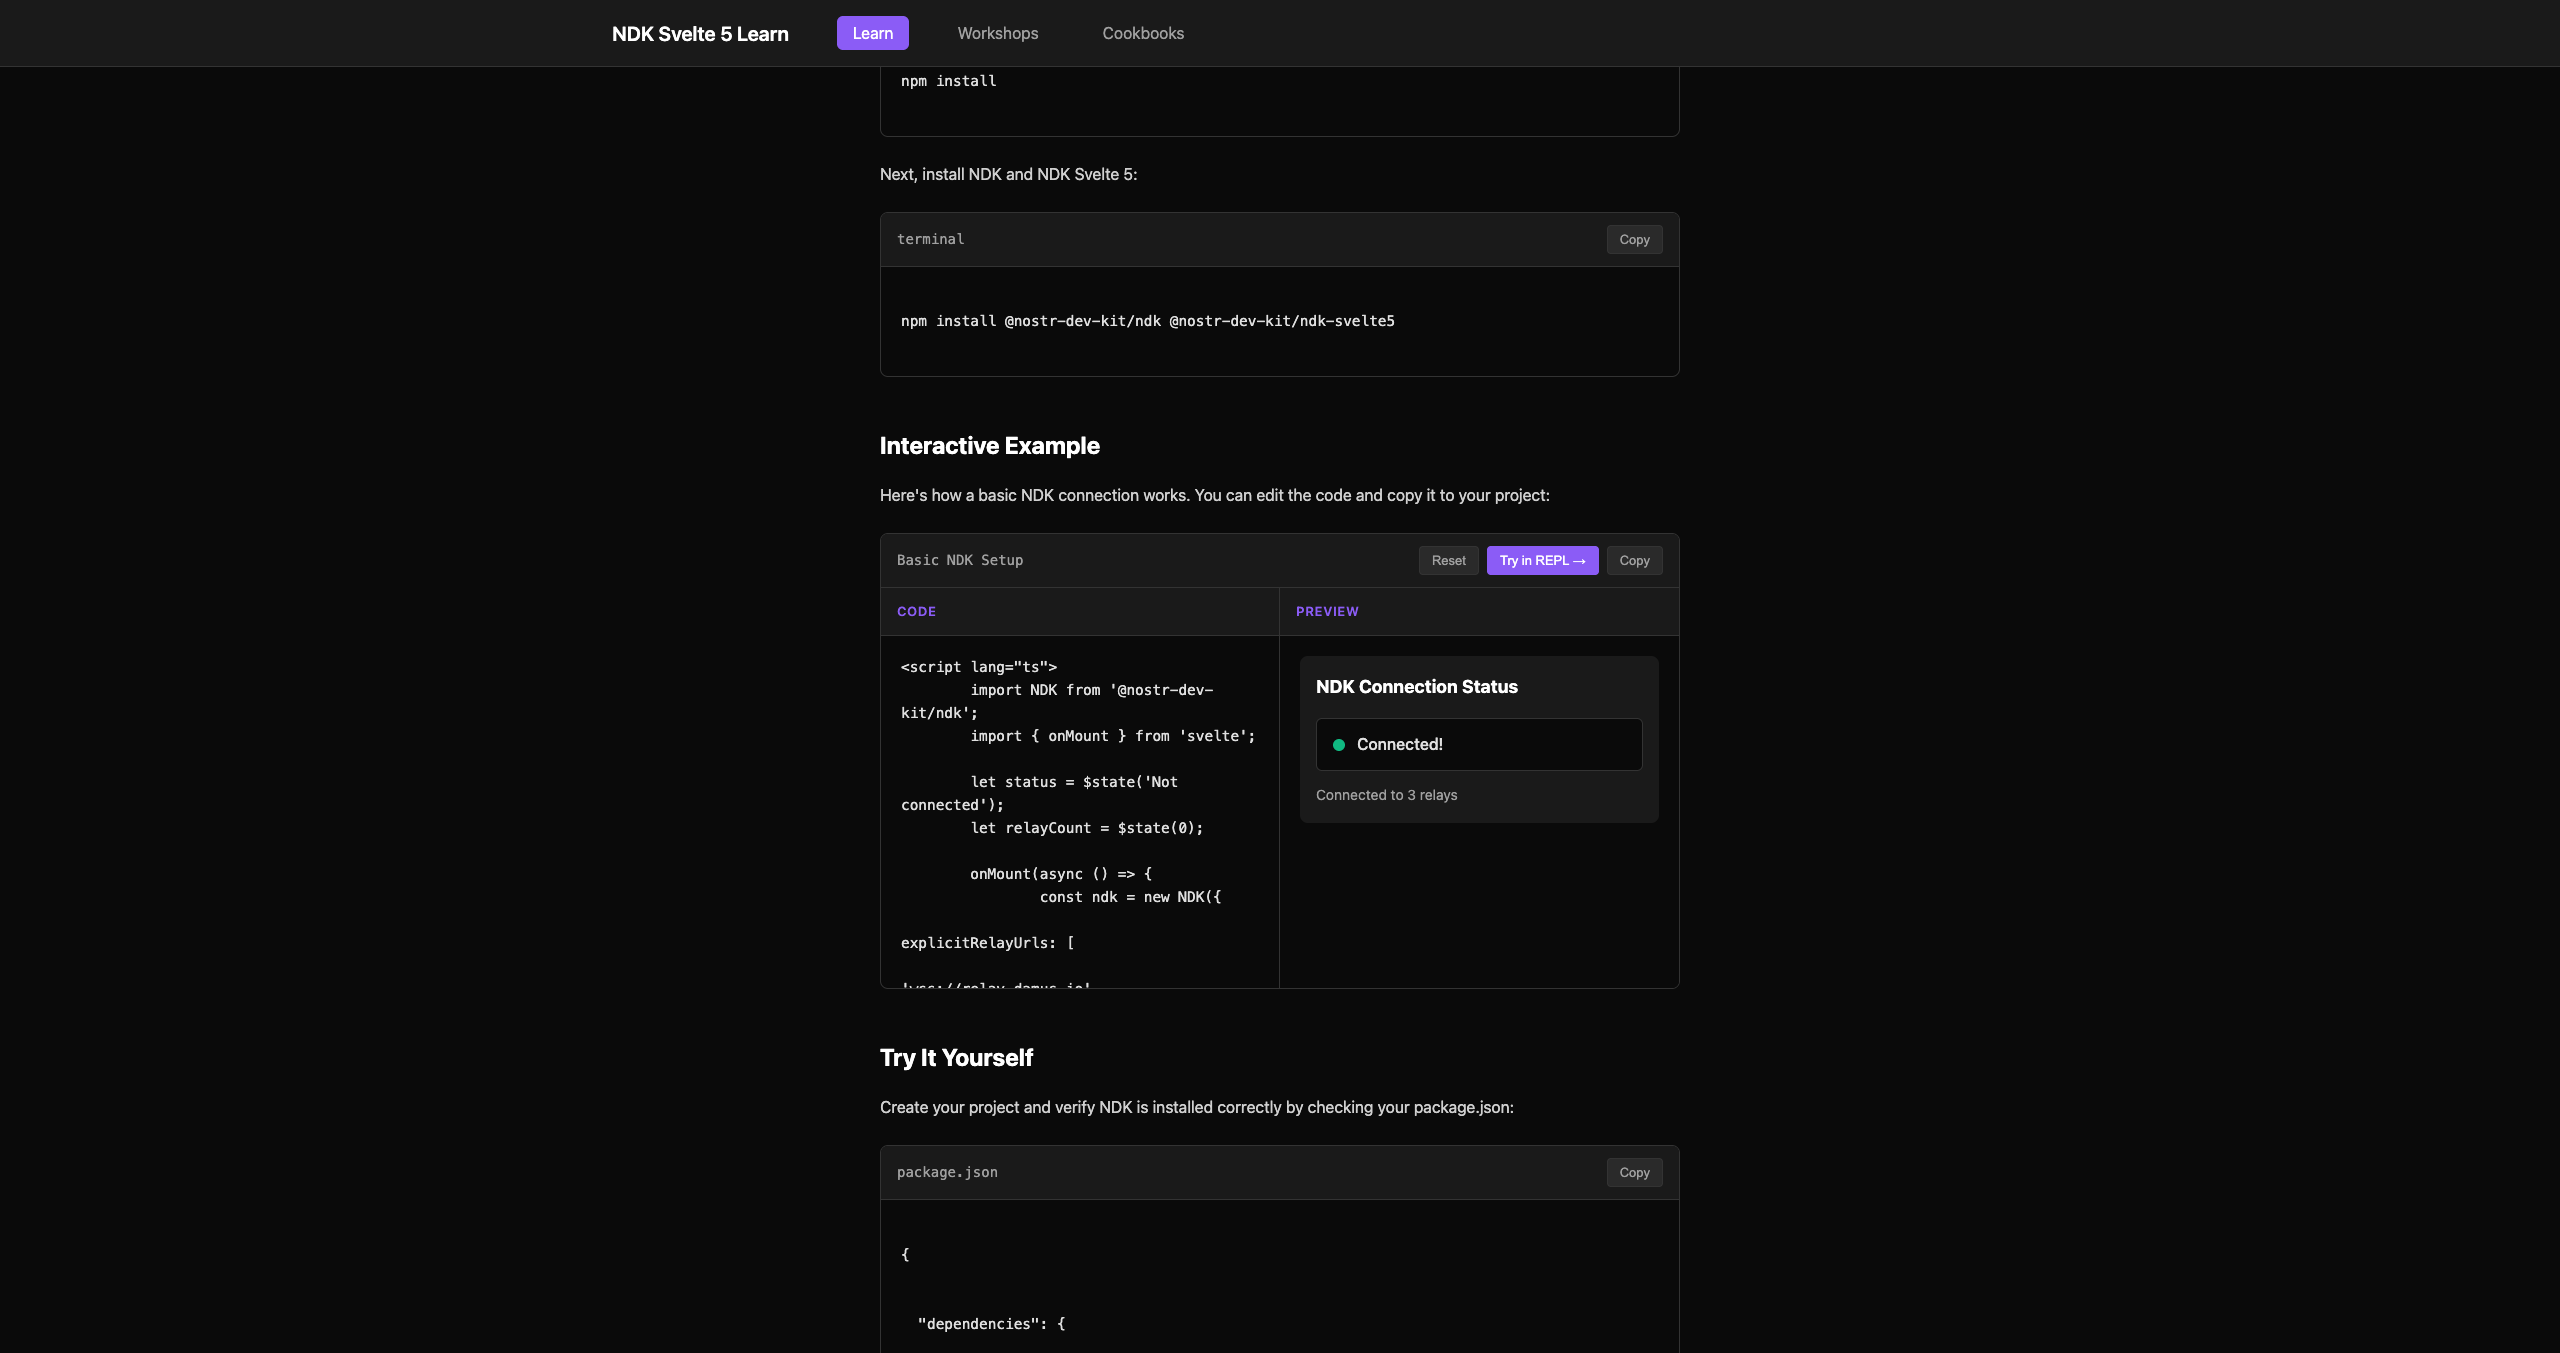 NDK Svelte 5 Learn
Learn
Workshops
Cookbooks
npm install
Next, install NDK and NDK Svelte 5:
terminal
Copy
npm install @nostr-dev-kit/ndk @nostr-dev-kit/ndk-svelte5
Interactive Example
Here's how a basic NDK connection works. You can edit the code and copy it to your project:
Basic NDK Setup
Reset
Try in REPL →
Copy
CODE
<script lang="ts">
import NDK from '@nostr-dev-
kit/ndk';
import { onMount } from 'svelte';
let status = $state('Not
connected');
let relayCount = $state(0);
onMount(async () => {
const ndk = new NDK({
explicitRelayUrls: [
'wss://relay.damus.io'
PREVIEW
NDK Connection Status
Connected!
Connected to 3 relays
Try It Yourself
Create your project and verify NDK is installed correctly by checking your package.json:
package.json
Copy
{
"dependencies": {